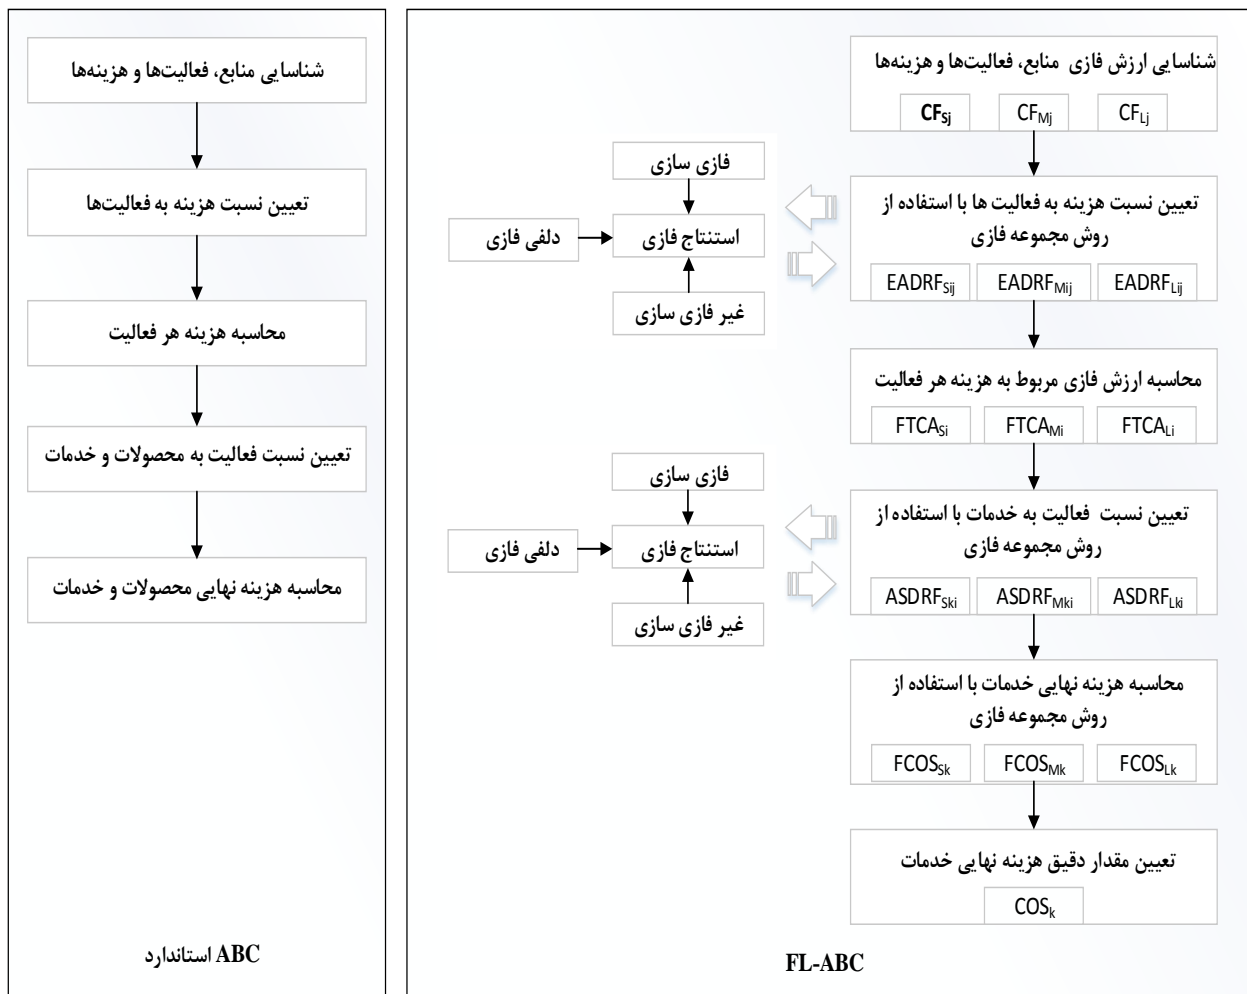 شناسایی منابع، فعالیت‌ها و هزینه‌ها
تعیین نسبت هزینه به فعالیت‌ها
محاسبه هزینه هر فعالیت
تعیین نسبت فعالیت به محصولات و خدمات
محاسبه هزینه نهایی محصولات و خدمات
ABC استاندارد
شناسایی ارزش فازی منابع، فعالیت‌ها و هزینه‌ها
CFSj CFMj CFLj
تعیین نسبت هزینه به فعالیت ها با استفاده از
روش مجموعه فازی
EADRFSij EADRFMij EADRFLij
فازی سازی
دلفی فازی
استنتاج فازی
غیر فازی سازی
محاسبه ارزش فازی مربوط به هزینه هر فعالیت
FTCASi FTCAMi FTCALi
تعیین نسبت فعالیت به خدمات با استفاده از
روش مجموعه فازی
ASDRFSki ASDRFMki ASDRFLki
فازی سازی
دلفی فازی
استنتاج فازی
غیر فازی سازی
محاسبه هزینه نهایی خدمات با استفاده از
روش مجموعه فازی
FCOSSk FCOSMk FCOSLk
تعیین مقدار دقیق هزینه نهایی خدمات
COSk
FL-ABC